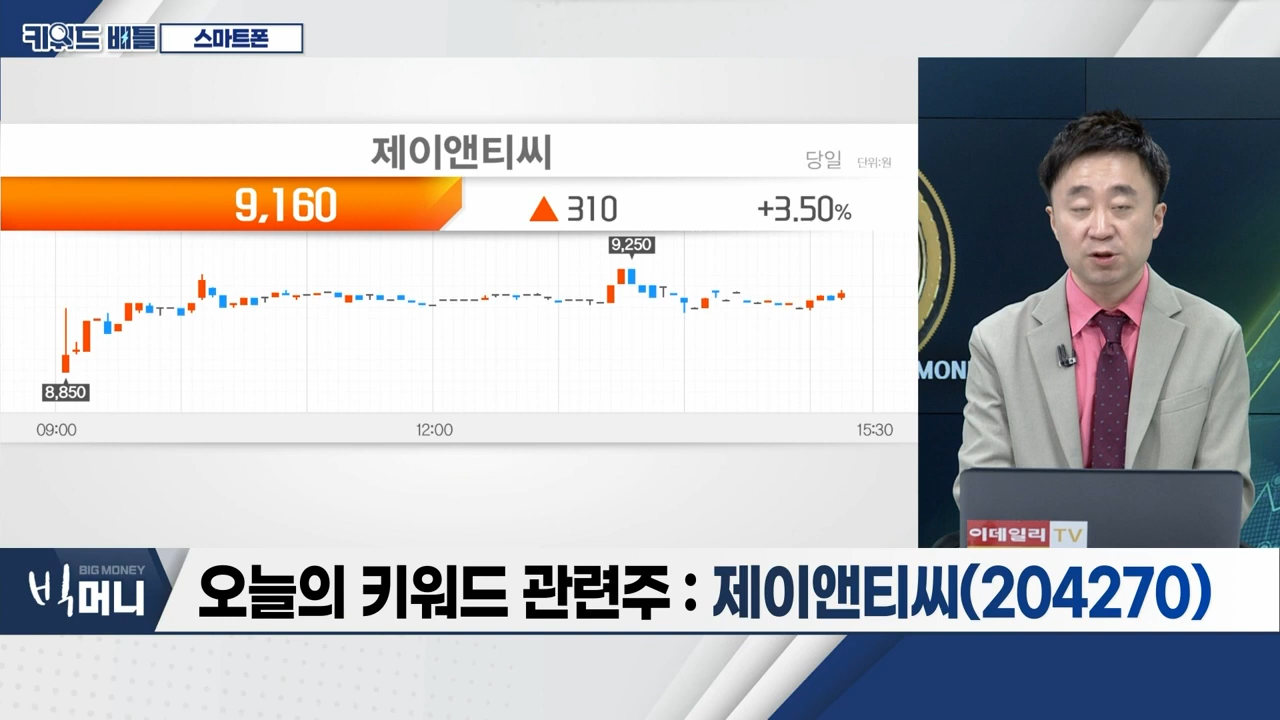 키워드 배틀 스마트폰
제이앤티씨
당일 단위:원
9,160 ▲ 310 +3.50%
9,250
8,850
09:00 12:00 15:30
MON
이데일리 TV
BIG MONEY
빅머니
오늘의 키워드 관련주 : 제이앤티씨(204270)